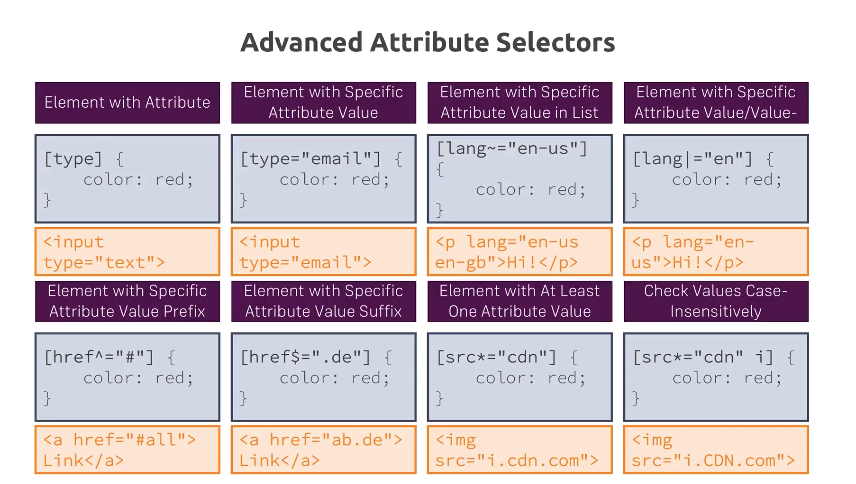 Advanced Attribute Selectors
Element with Attribute
[type] {
    color: red;
}
<input
type="text">
Element with Specific
Attribute Value
[type="email"] {
    color: red;
}
<input
type="email">
Element with Specific
Attribute Value in List
[lang~="en-us"]
{
    color: red;
}
<p lang="en-us
en-gb">Hi!</p>
Element with Specific
Attribute Value/Value-
[lang|="en"] {
    color: red;
}
<p lang="en-
us">Hi!</p>
Element with Specific
Attribute Value Prefix
[href^="#"] {
    color: red;
}
<a href="#all">
Link</a>
Element with Specific
Attribute Value Suffix
[href$=".de"] {
    color: red;
}
<a href="ab.de">
Link</a>
Element with At Least
One Attribute Value
[src*="cdn"] {
    color: red;
}
<img
src="i.cdn.com">
Check Values Case-
Insensitively
[src*="cdn" i] {
    color: red;
}
<img
src="i.CDN.com">